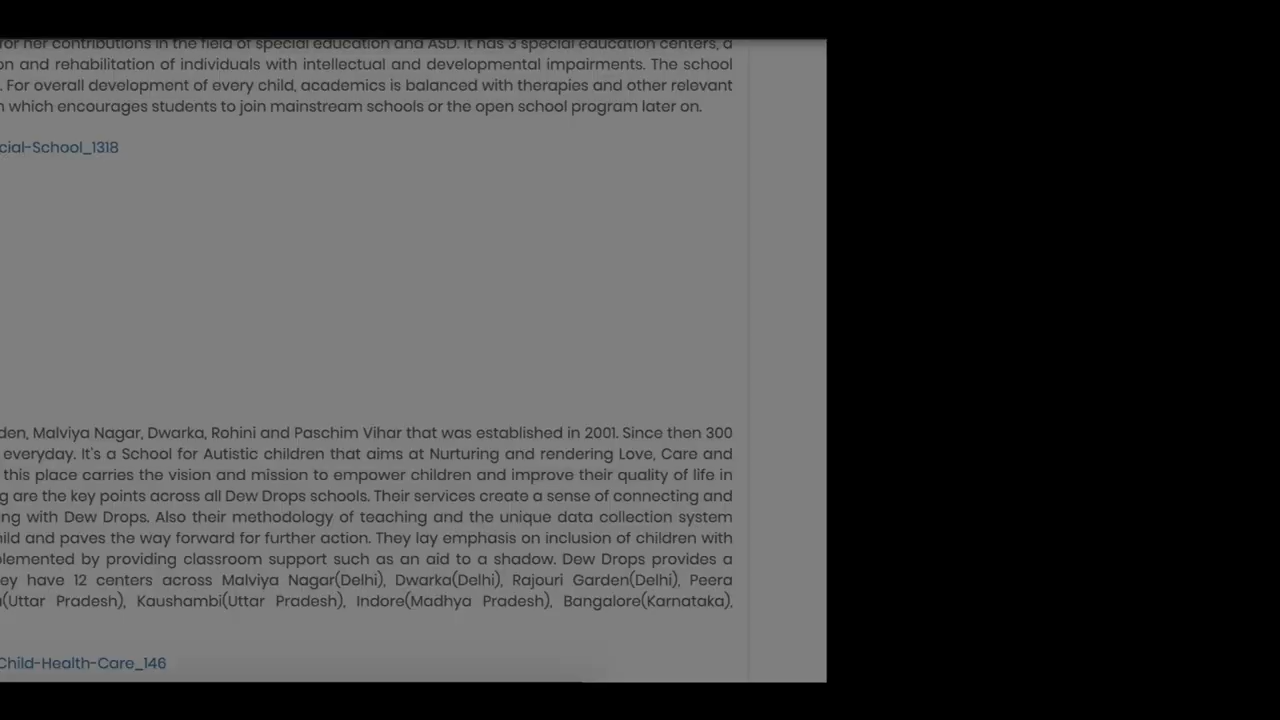 for her contributions in the field of special education and ASD. It has 3 special education centers, a
on and rehabilitation of individuals with intellectual and developmental impairments. The school
. For overall development of every child, academics is balanced with therapies and other relevant
which encourages students to join mainstream schools or the open school program later on.
cial-School_1318
den, Malviya Nagar, Dwarka, Rohini and Paschim Vihar that was established in 2001. Since then 300
everyday. It's a School for Autistic children that aims at Nurturing and rendering Love, Care and
this place carries the vision and mission to empower children and improve their quality of life in
g are the key points across all Dew Drops schools. Their services create a sense of connecting and
ng with Dew Drops. Also their methodology of teaching and the unique data collection system
hild and paves the way forward for further action. They lay emphasis on inclusion of children with
plemented by providing classroom support such as an aid to a shadow. Dew Drops provides a
ey have 12 centers across Malviya Nagar(Delhi), Dwarka(Delhi), Rajouri Garden(Delhi), Peera
(Uttar Pradesh), Kaushambi(Uttar Pradesh), Indore(Madhya Pradesh), Bangalore(Karnataka),
Child-Health-Care_146